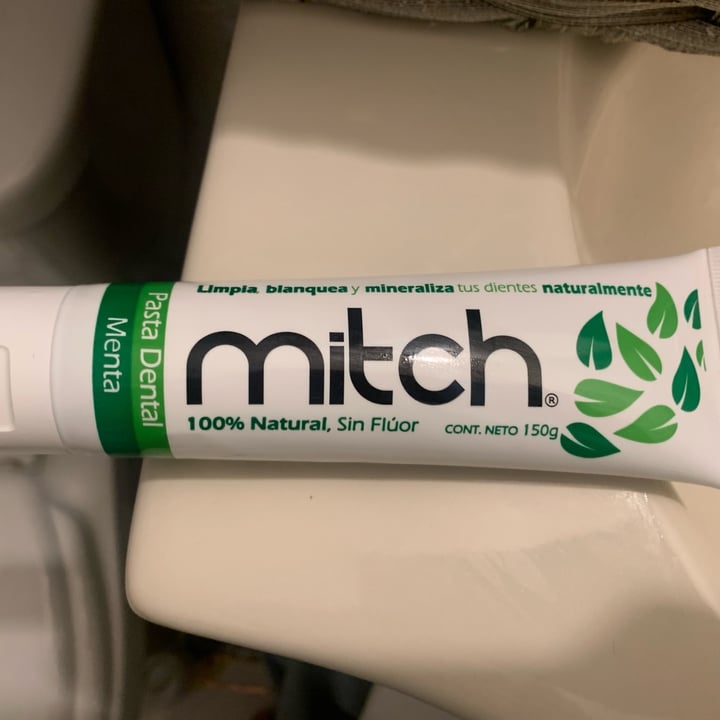 Limpia, blanquea y mineraliza tus dientes naturalmente
mitch®
100% Natural, Sin Flúor
CONT. NETO 150g
Pasta Dental
Menta